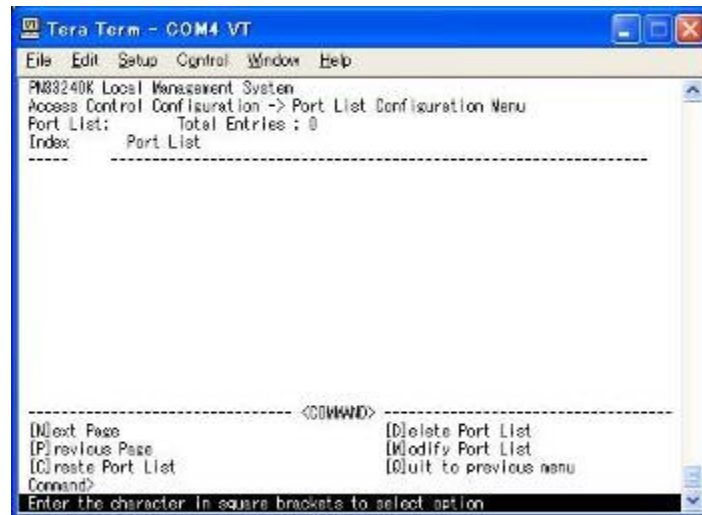 Tera Term - COM4 VT
File Edit Setup Control Window Help
PN83240K Local Management System
Access Control Configuration -> Port List Configuration Menu
Port List: Total Entries : 0
Index Port List
----- --------------------------------------------------------------
------------------------------ <COMMAND> ----------------------------------
[N]ext Page [D]elete Port List
[P]revious Page [M]odify Port List
[C]reate Port List [Q]uit to previous menu
Command>
Enter the character in square brackets to select option